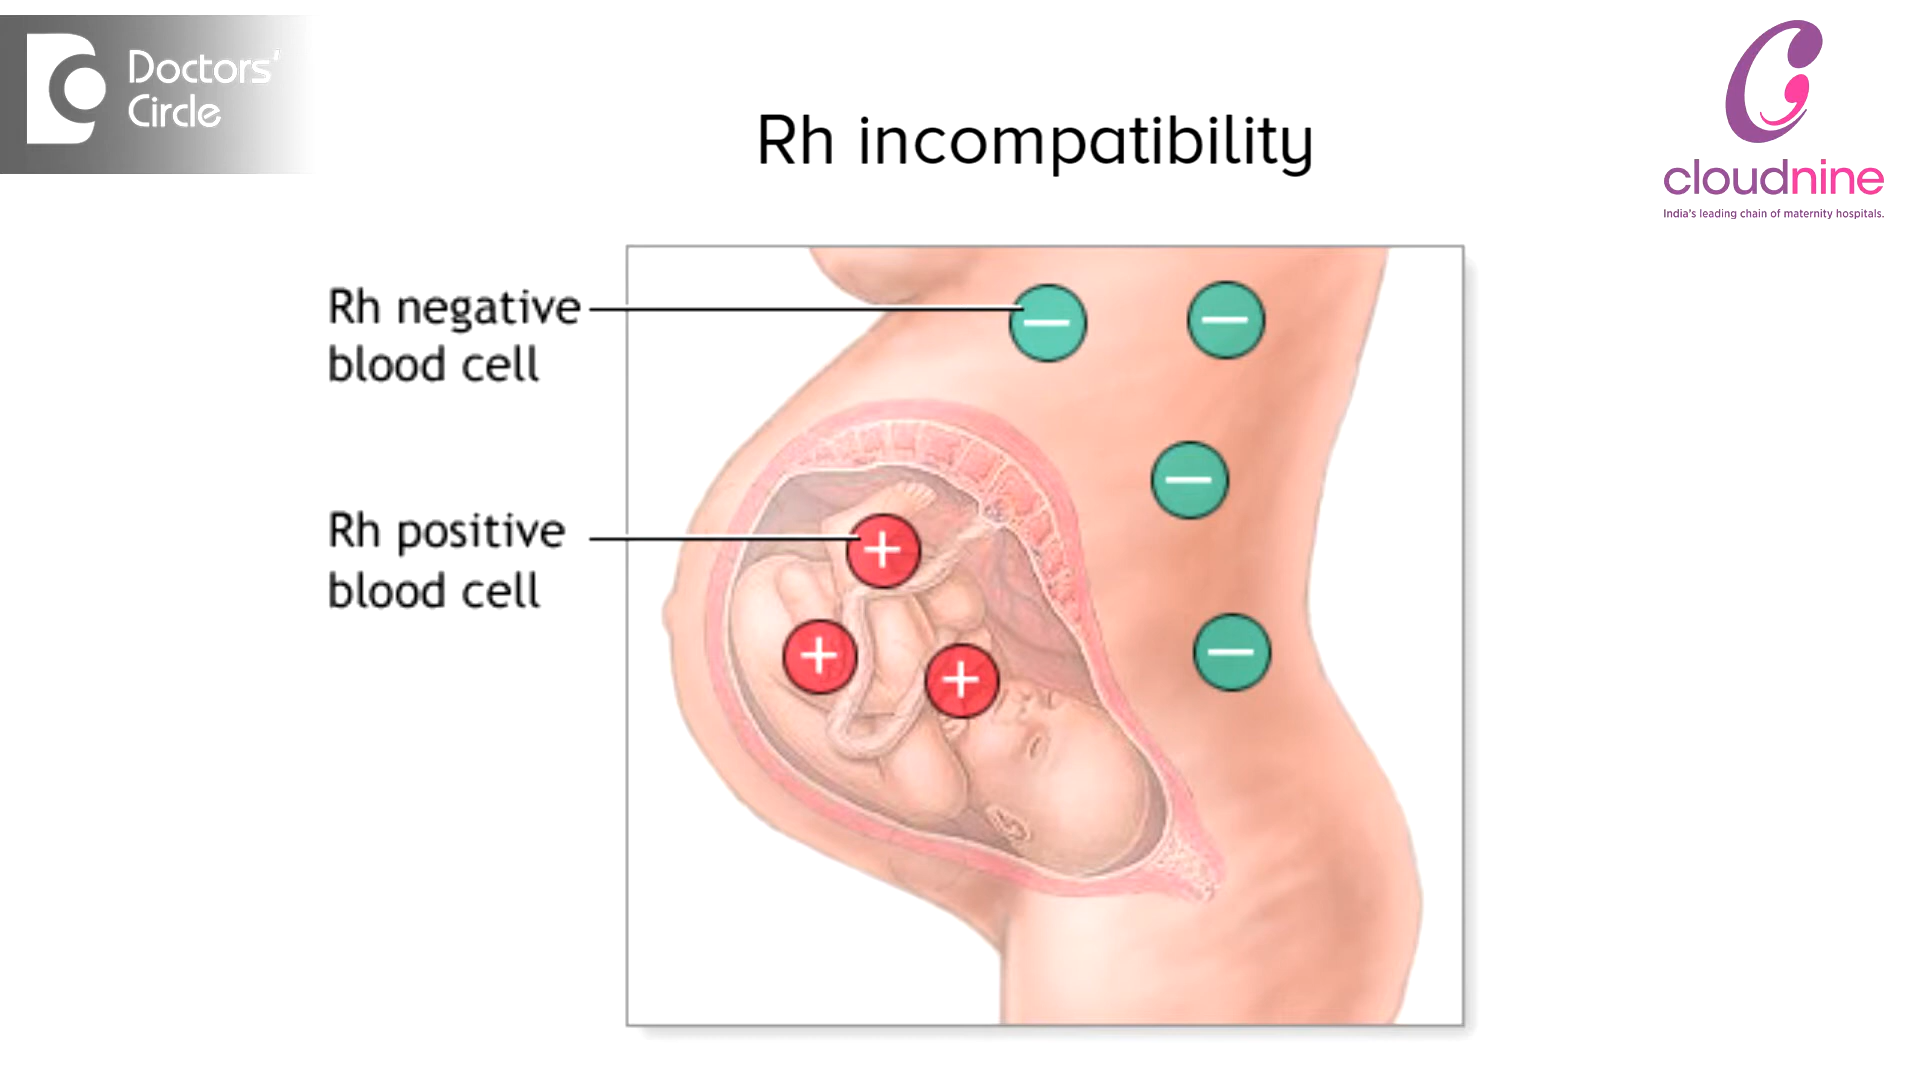 Doctors'
Circle
Rh incompatibility
cloudnine
India's leading chain of maternity hospitals.
Rh negative
blood cell
Rh positive
blood cell